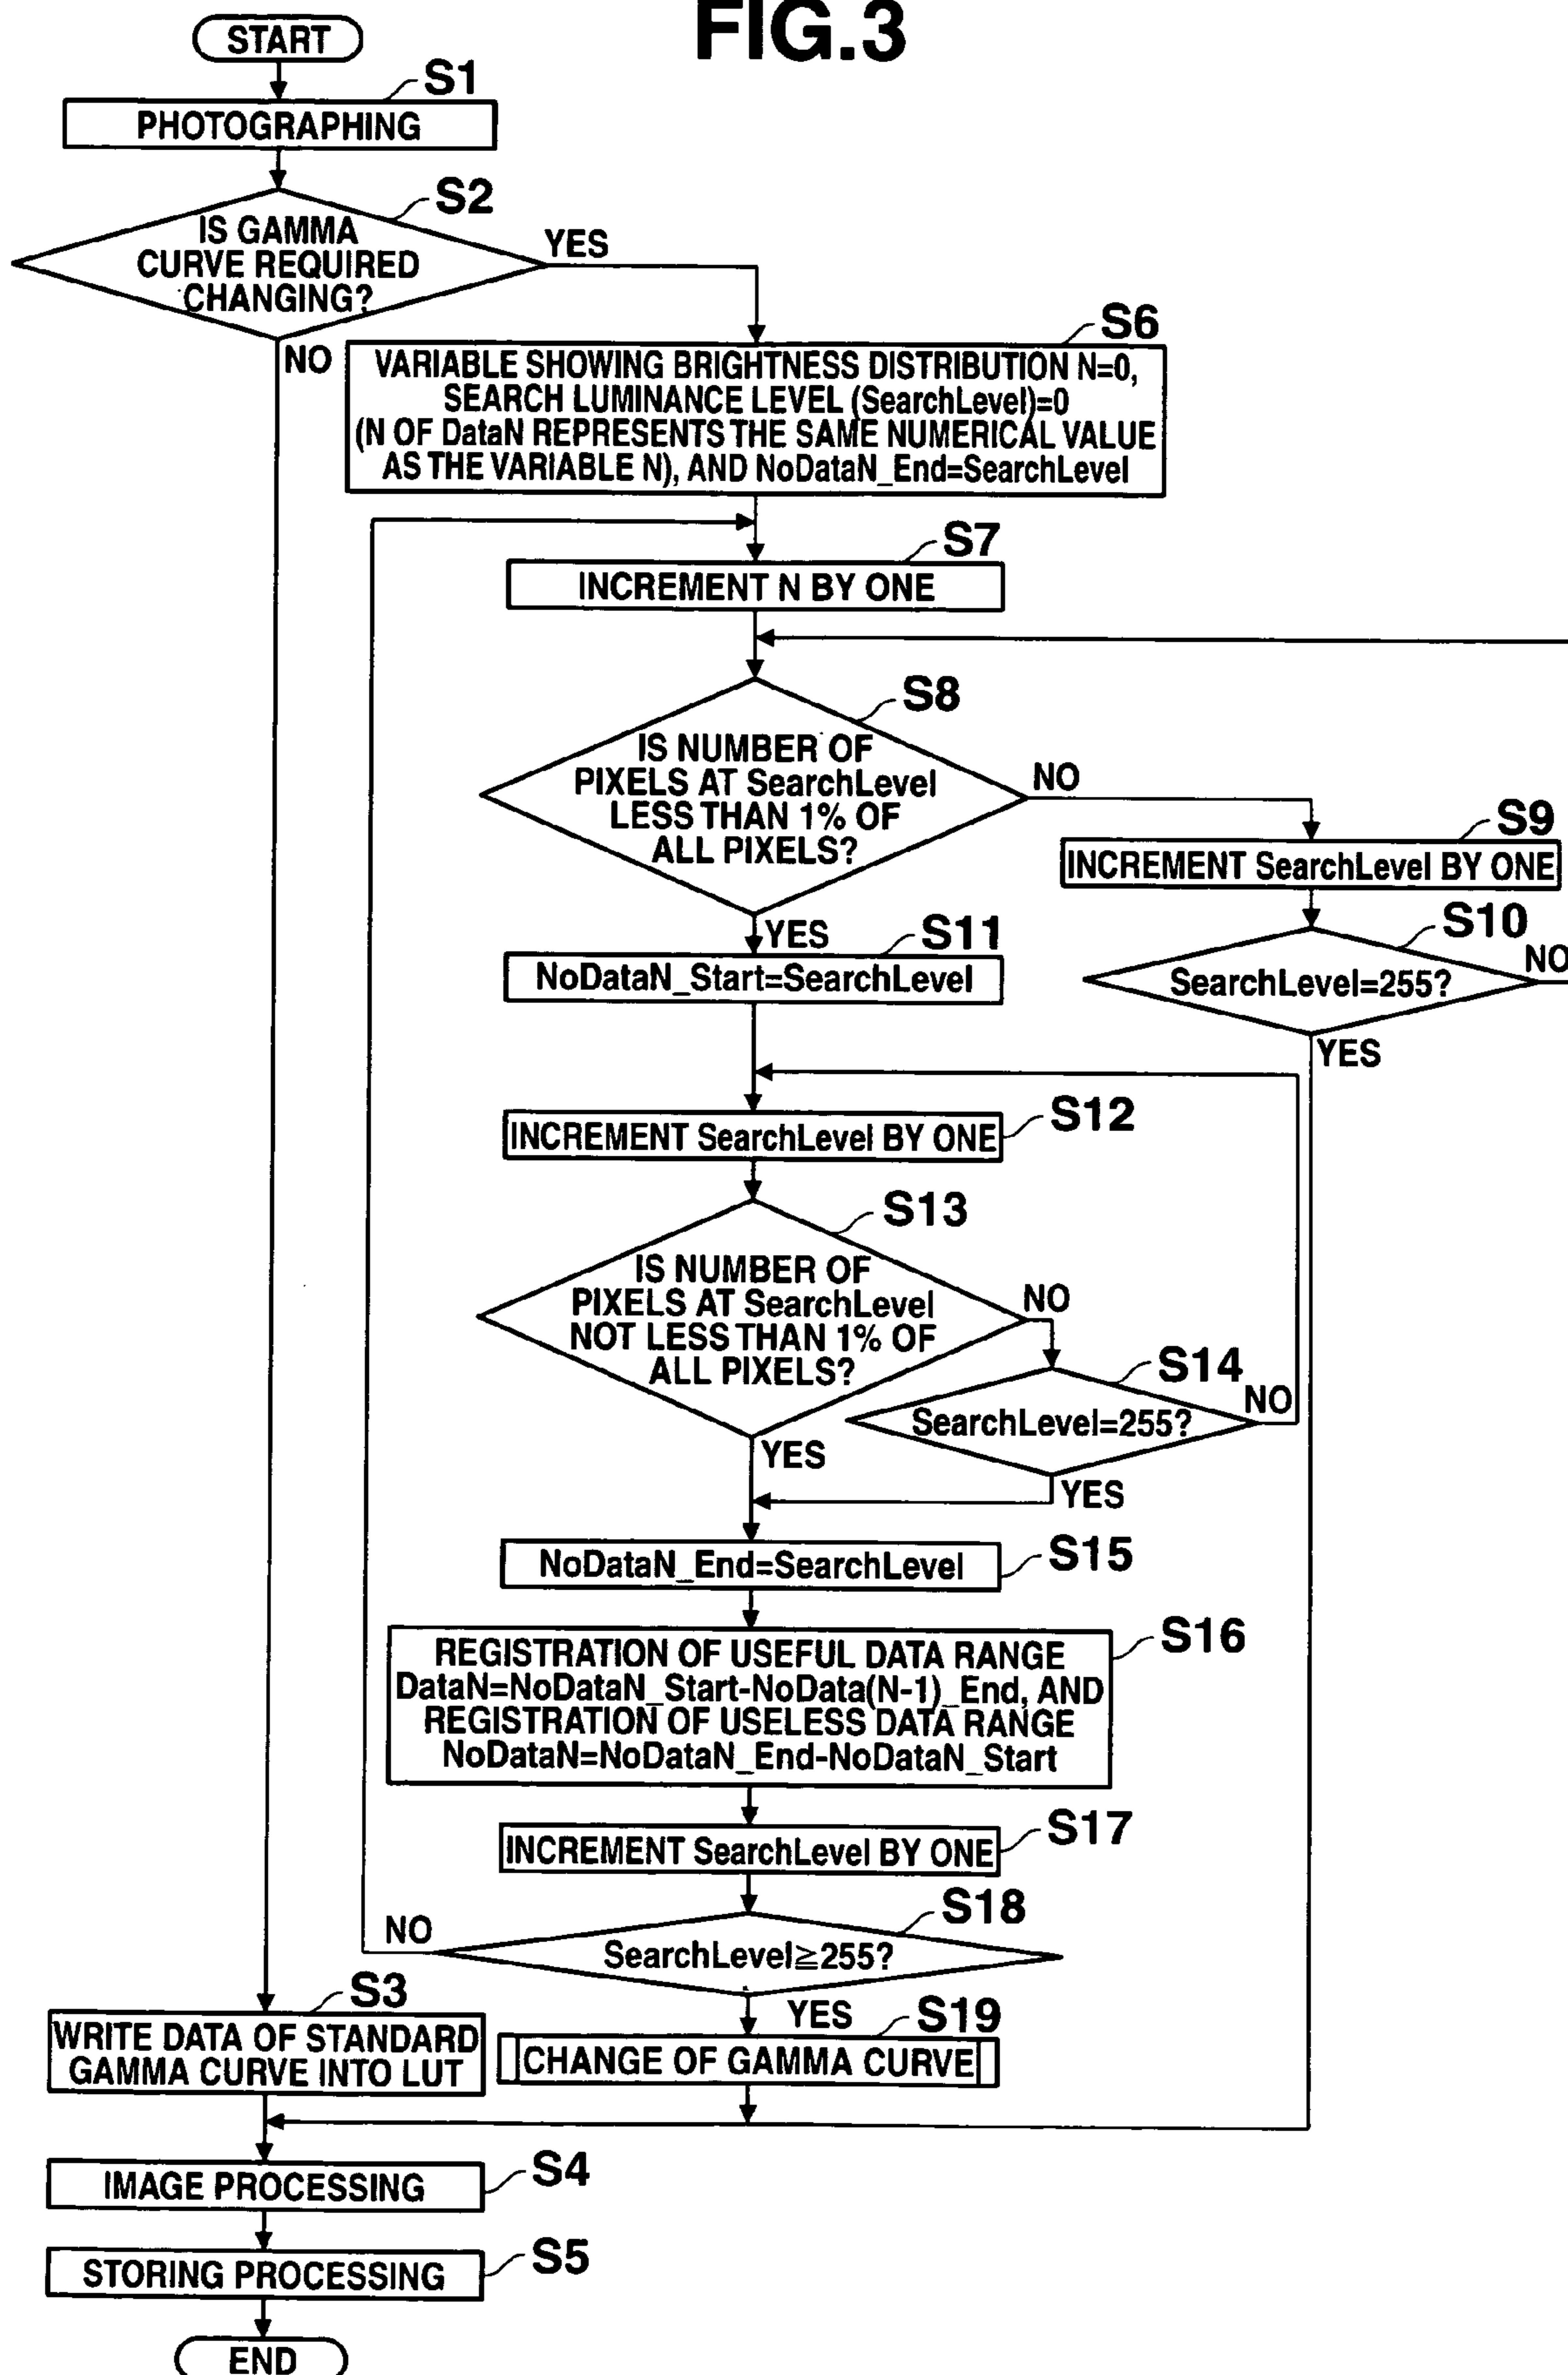 FIG.3
START
S1
PHOTOGRAPHING
S2
IS GAMMA
CURVE REQUIRED
CHANGING?
YES
NO
S6
VARIABLE SHOWING BRIGHTNESS DISTRIBUTION N=0,
SEARCH LUMINANCE LEVEL (SearchLevel)=0
(N OF DataN REPRESENTS THE SAME NUMERICAL VALUE
AS THE VARIABLE N), AND NoDataN_End=SearchLevel
S7
INCREMENT N BY ONE
S8
IS NUMBER OF
PIXELS AT SearchLevel
LESS THAN 1% OF
ALL PIXELS?
NO
S9
INCREMENT SearchLevel BY ONE
S10
SearchLevel=255?
NO
YES
YES
S11
NoDataN_Start=SearchLevel
S12
INCREMENT SearchLevel BY ONE
S13
IS NUMBER OF
PIXELS AT SearchLevel
NOT LESS THAN 1% OF
ALL PIXELS?
NO
S14
SearchLevel=255?
NO
YES
YES
S15
NoDataN_End=SearchLevel
S16
REGISTRATION OF USEFUL DATA RANGE
DataN=NoDataN_Start-NoData(N-1)_End, AND
REGISTRATION OF USELESS DATA RANGE
NoDataN=NoDataN_End-NoDataN_Start
S17
INCREMENT SearchLevel BY ONE
S18
SearchLevel≧255?
NO
YES
S19
CHANGE OF GAMMA CURVE
S3
WRITE DATA OF STANDARD
GAMMA CURVE INTO LUT
S4
IMAGE PROCESSING
S5
STORING PROCESSING
END